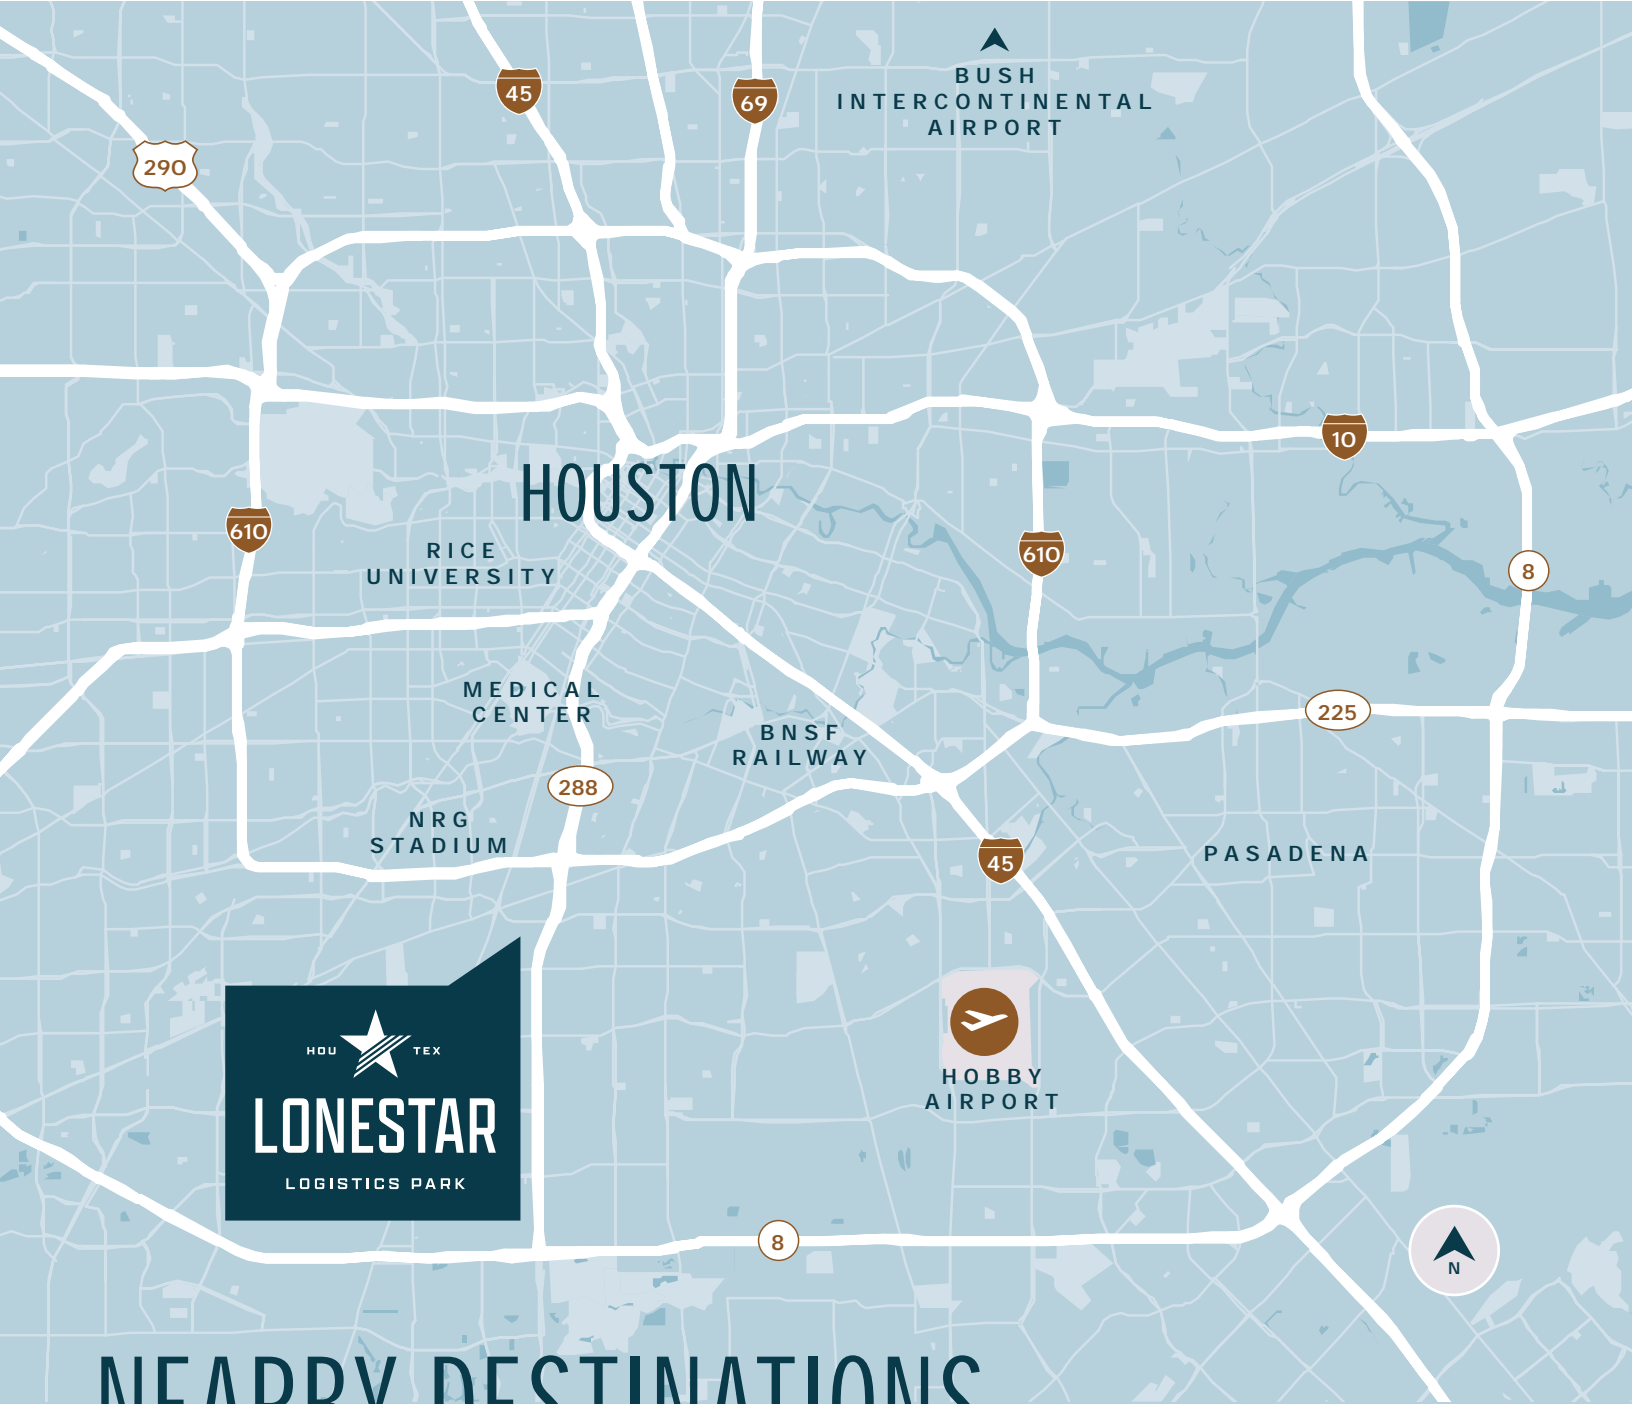 BUSH
INTERCONTINENTAL
AIRPORT
45
69
290
10
HOUSTON
610
RICE
UNIVERSITY
610
8
MEDICAL
CENTER
225
BNSF
RAILWAY
288
NRG
STADIUM
45
PASADENA
HOU TEX
LONESTAR
LOGISTICS PARK
HOBBY
AIRPORT
8
N
NEARBY DESTINATIONS